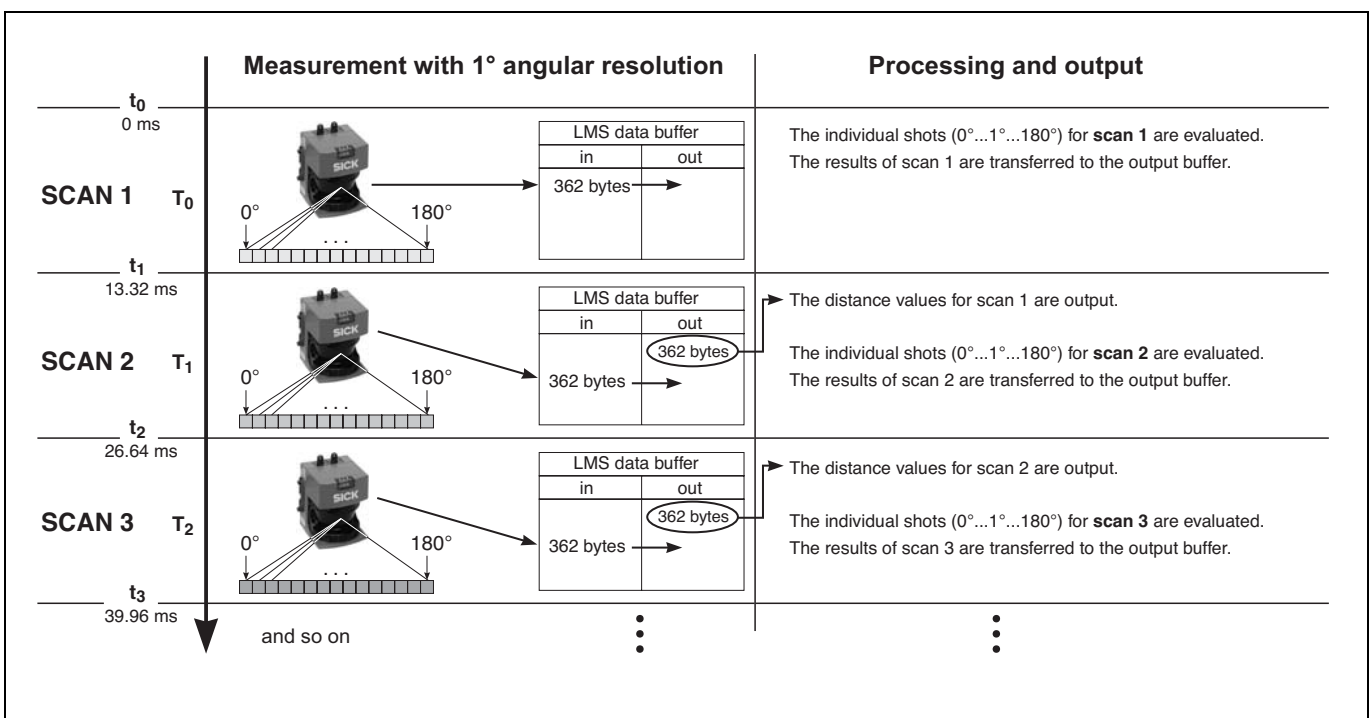 Measurement with 1° angular resolution
Processing and output
t0
0 ms
SCAN 1 T0
SICK
0° 180°
. . .
LMS data buffer
in out
362 bytes
The individual shots (0°...1°...180°) for scan 1 are evaluated.
The results of scan 1 are transferred to the output buffer.
t1
13.32 ms
SCAN 2 T1
SICK
0° 180°
. . .
LMS data buffer
in out
362 bytes
362 bytes
The distance values for scan 1 are output.
The individual shots (0°...1°...180°) for scan 2 are evaluated.
The results of scan 2 are transferred to the output buffer.
t2
26.64 ms
SCAN 3 T2
SICK
0° 180°
. . .
LMS data buffer
in out
362 bytes
362 bytes
The distance values for scan 2 are output.
The individual shots (0°...1°...180°) for scan 3 are evaluated.
The results of scan 3 are transferred to the output buffer.
t3
39.96 ms
and so on